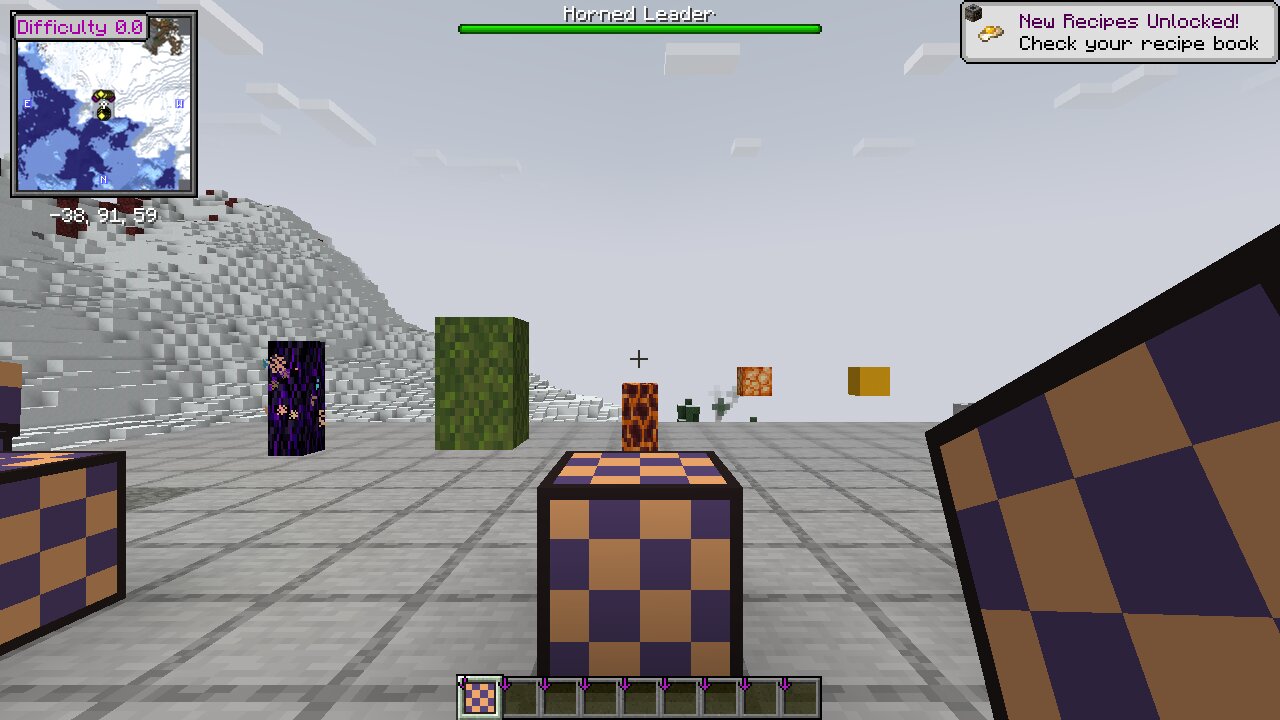 Difficulty 0.0
Horned Leader
New Recipes Unlocked!
Check your recipe book
E
W
N
-38, 91, 59